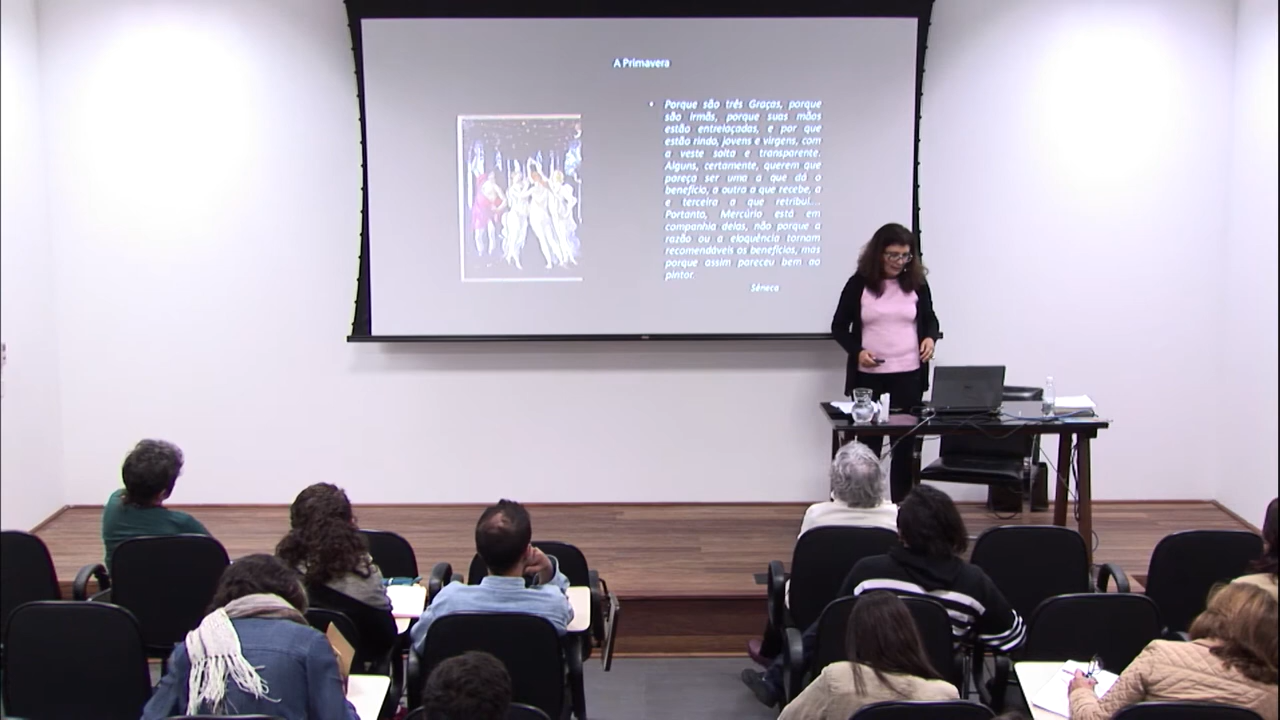 A Primavera
• Porque são três Graças, porque
são irmãs, porque suas mãos
estão entrelaçadas, e por que
estão rindo, jovens e virgens, com
a veste solta e transparente.
Alguns, certamente, querem que
pareça ser uma a que dá o
benefício, a outra a que recebe, a
e terceira a que retribui...
Portanto, Mercúrio está em
companhia delas, não porque a
razão ou a eloquência tornam
recomendáveis os benefícios, mas
porque assim pareceu bem ao
pintor.
Sêneca